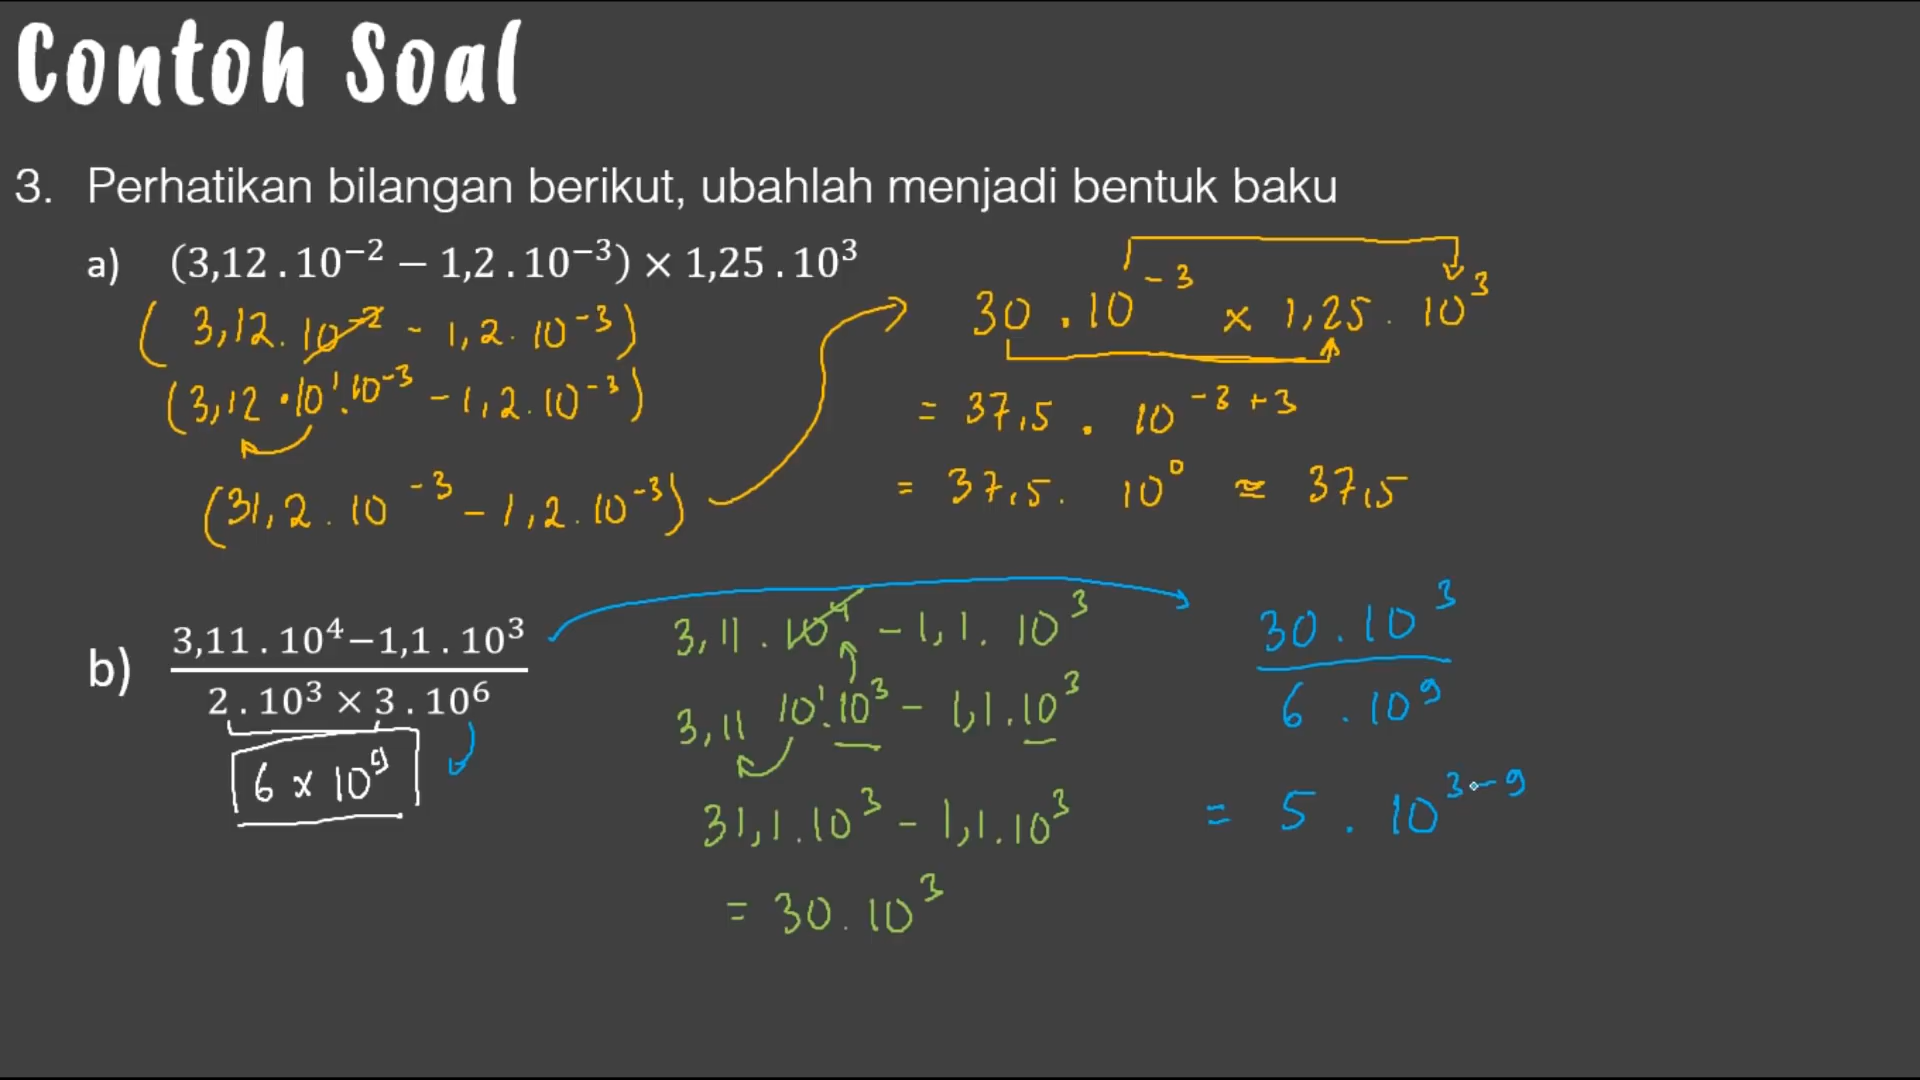 Contoh Soal
3. Perhatikan bilangan berikut, ubahlah menjadi bentuk baku
a) (3,12 . 10⁻² − 1,2 . 10⁻³) × 1,25 . 10³
( 3,12 . 10⁻² - 1,2 . 10⁻³)
(3,12 · 10¹ . 10⁻³ - 1,2 . 10⁻³)
(31,2 . 10⁻³ - 1,2 . 10⁻³)
30 . 10⁻³ × 1,25 . 10³
= 37,5 . 10⁻³⁺³
= 37,5 . 10⁰ ≈ 37,5
b) 3,11 . 10⁴−1,1 . 10³
2 . 10³ × 3 . 10⁶
6 × 10⁹
3,11 . 10⁴ - 1,1 . 10³
3,11 10¹ . 10³ - 1,1 . 10³
31,1 . 10³ - 1,1 . 10³
= 30 . 10³
30 . 10³
6 . 10⁹
= 5 . 10³⁻⁹